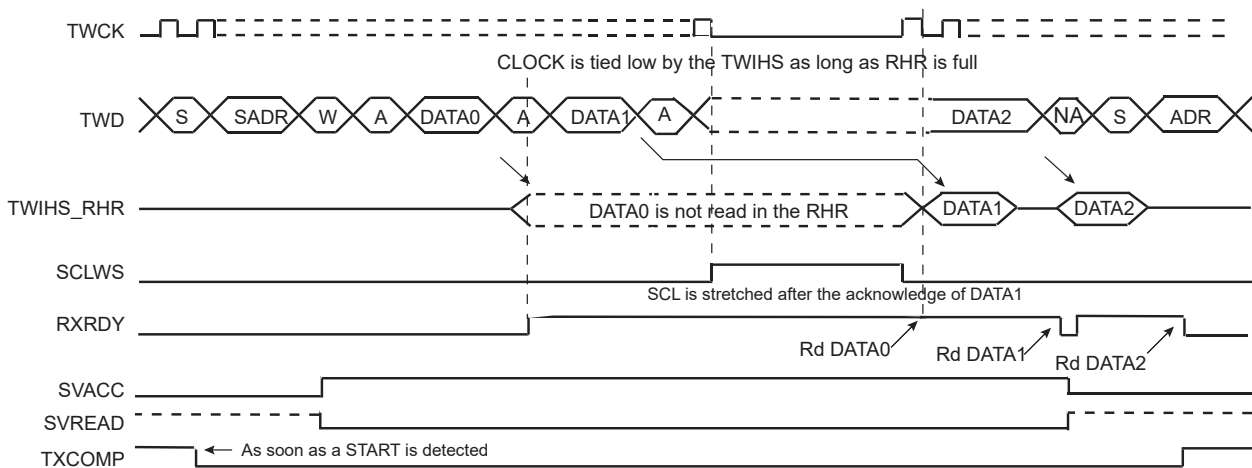 TWCK
CLOCK is tied low by the TWIHS as long as RHR is full
TWD S SADR W A DATA0 A DATA1 A DATA2 NA S ADR
TWIHS_RHR DATA0 is not read in the RHR DATA1 DATA2
SCLWS
SCL is stretched after the acknowledge of DATA1
RXRDY
Rd DATA0 Rd DATA1 Rd DATA2
SVACC
SVREAD
TXCOMP As soon as a START is detected